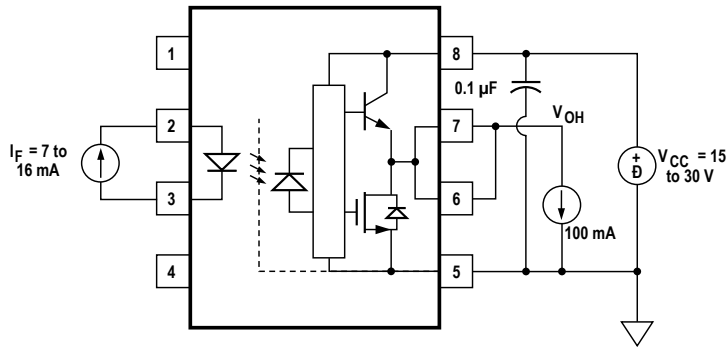 1
8
0.1 µF
2
7
V_OH
I_F = 7 to
16 mA
+
Đ
V_CC = 15
to 30 V
3
6
100 mA
4
5